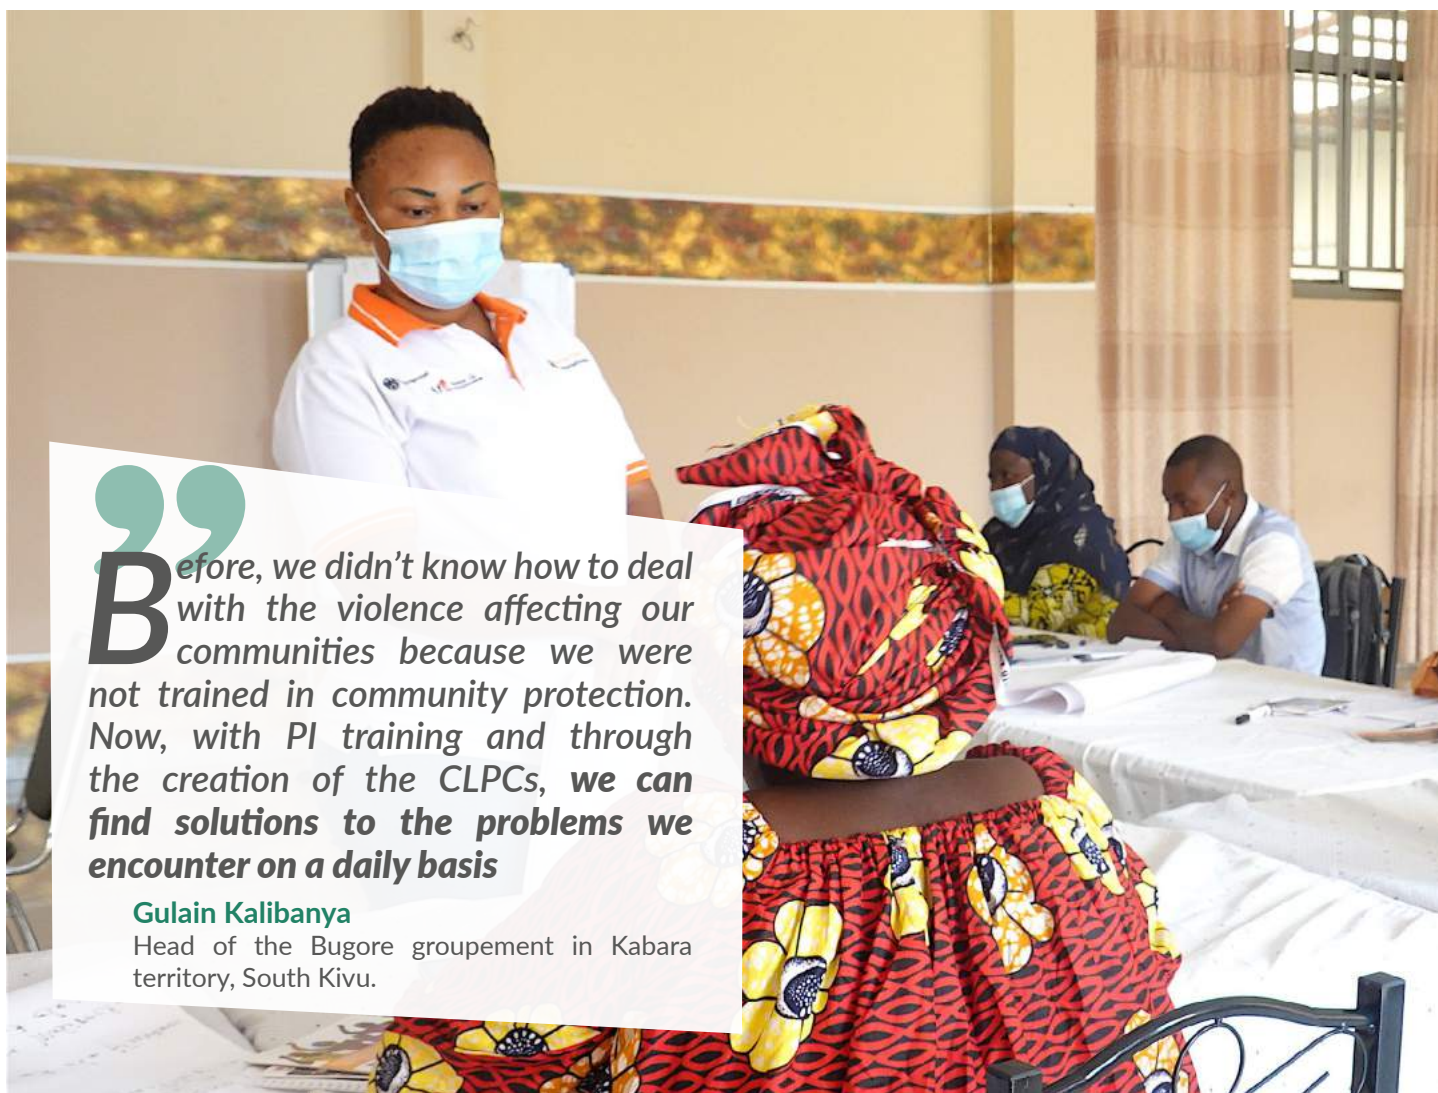 ”
Before, we didn’t know how to deal
with the violence affecting our
communities because we were
not trained in community protection.
Now, with PI training and through
the creation of the CLPCs, we can
find solutions to the problems we
encounter on a daily basis
Gulain Kalibanya
Head of the Bugore groupement in Kabara
territory, South Kivu.